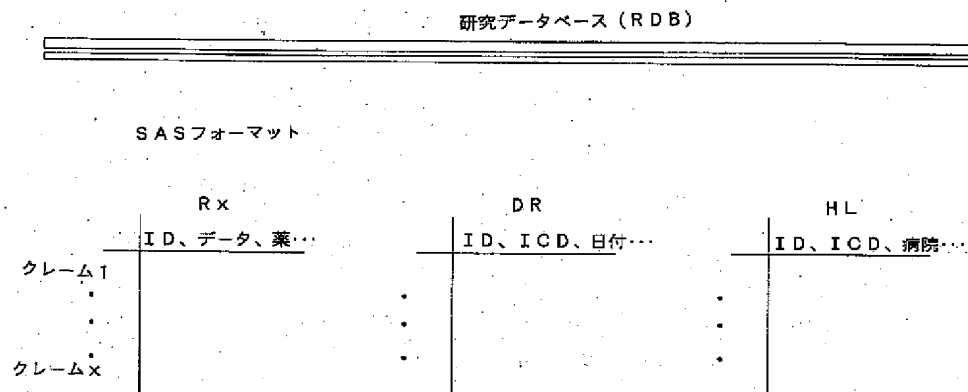 研究データベース(RDB)
SASフォーマット
Rx DR HL
ID、データ、薬… ID、ICD、日付… ID、ICD、病院…
クレーム1
クレームx